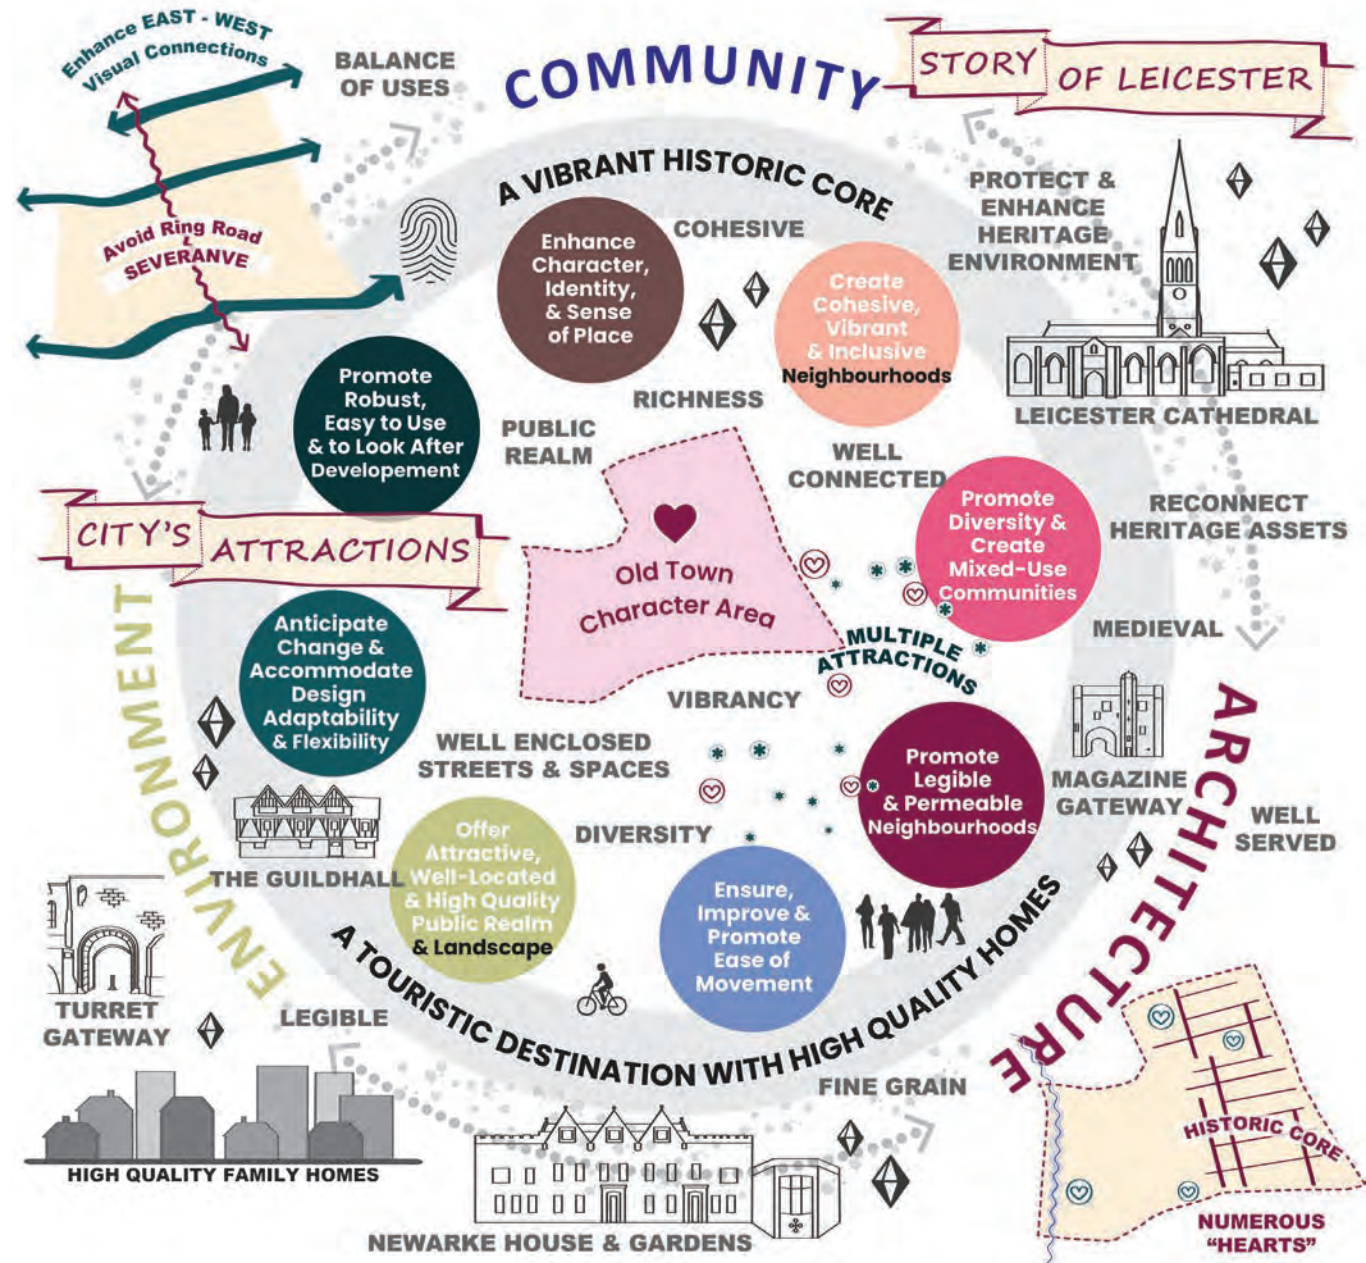 Enhance EAST - WEST
Visual Connections
BALANCE
OF USES
COMMUNITY
STORY OF LEICESTER
A VIBRANT HISTORIC CORE
Avoid Ring Road
SEVERANVE
Enhance
Character,
Identity,
& Sense
of Place
COHESIVE
Create
Cohesive,
Vibrant
& Inclusive
Neighbourhoods
PROTECT &
ENHANCE
HERITAGE
ENVIRONMENT
LEICESTER CATHEDRAL
Promote
Robust,
Easy to Use
& to Look After
Developement
RICHNESS
PUBLIC
REALM
WELL
CONNECTED
Promote
Diversity &
Create
Mixed-Use
Communities
RECONNECT
HERITAGE ASSETS
CITY'S ATTRACTIONS
Old Town
Character Area
MULTIPLE
ATTRACTIONS
MEDIEVAL
ENVIRONMENT
Anticipate
Change &
Accommodate
Design
Adaptability
& Flexibility
VIBRANCY
WELL ENCLOSED
STREETS & SPACES
Promote
Legible
& Permeable
Neighbourhoods
MAGAZINE
GATEWAY
ARCHITECTURE
WELL
SERVED
THE GUILDHALL
Offer
Attractive,
Well-Located
& High Quality
Public Realm
& Landscape
DIVERSITY
Ensure,
Improve &
Promote
Ease of
Movement
A TOURISTIC DESTINATION WITH HIGH QUALITY HOMES
TURRET
GATEWAY
LEGIBLE
FINE GRAIN
HIGH QUALITY FAMILY HOMES
NEWARKE HOUSE & GARDENS
HISTORIC CORE
NUMEROUS
“HEARTS”